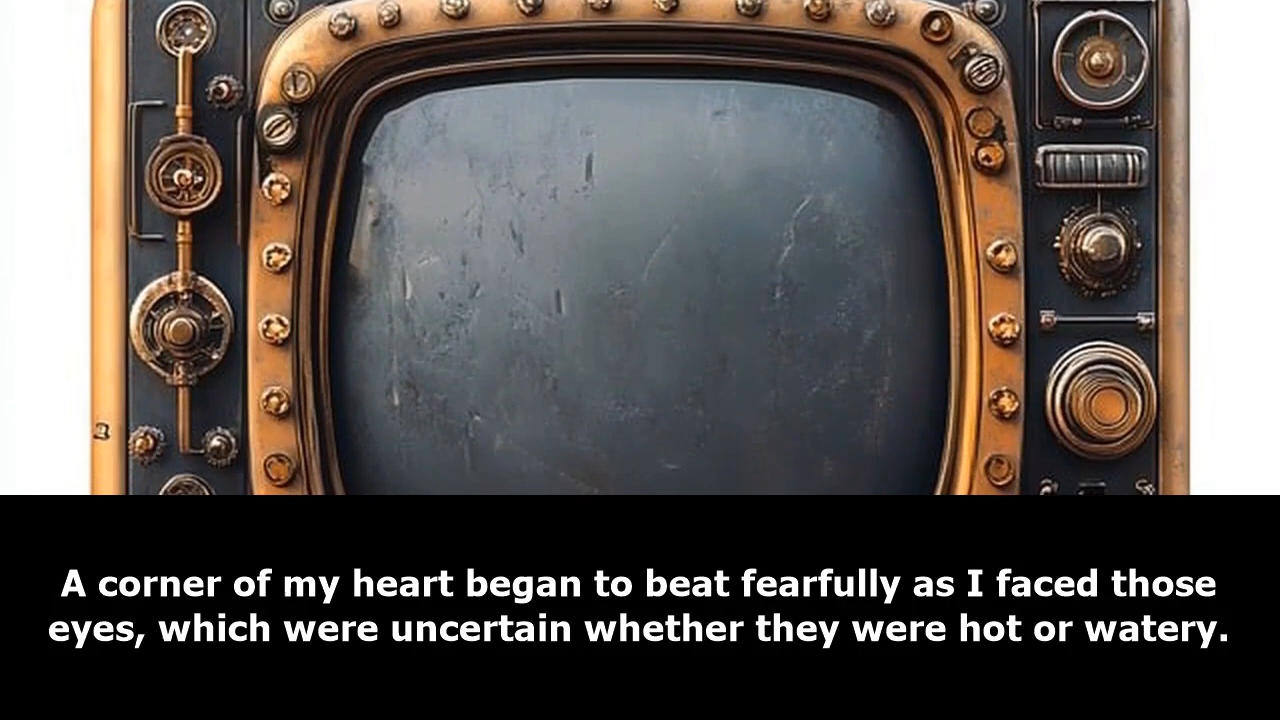 A corner of my heart began to beat fearfully as I faced those
eyes, which were uncertain whether they were hot or watery.